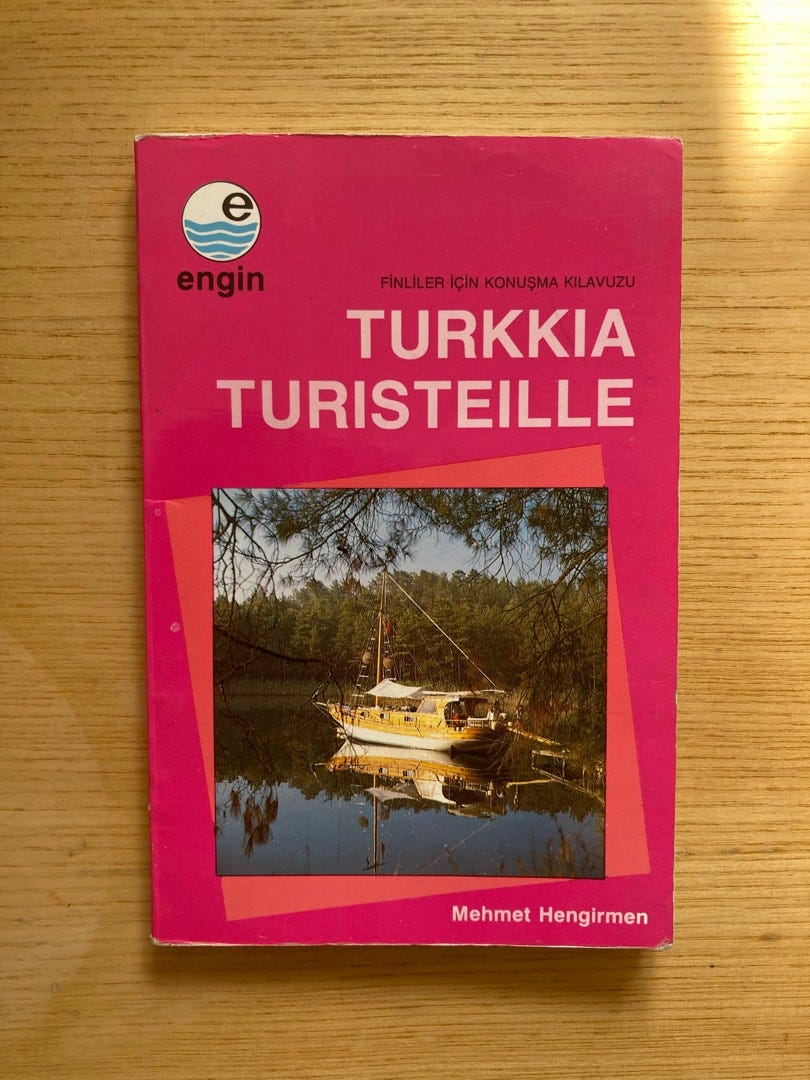 e
engin
FİNLİLER İÇİN KONUŞMA KILAVUZU
TURKKIA
TURISTEILLE
Mehmet Hengirmen